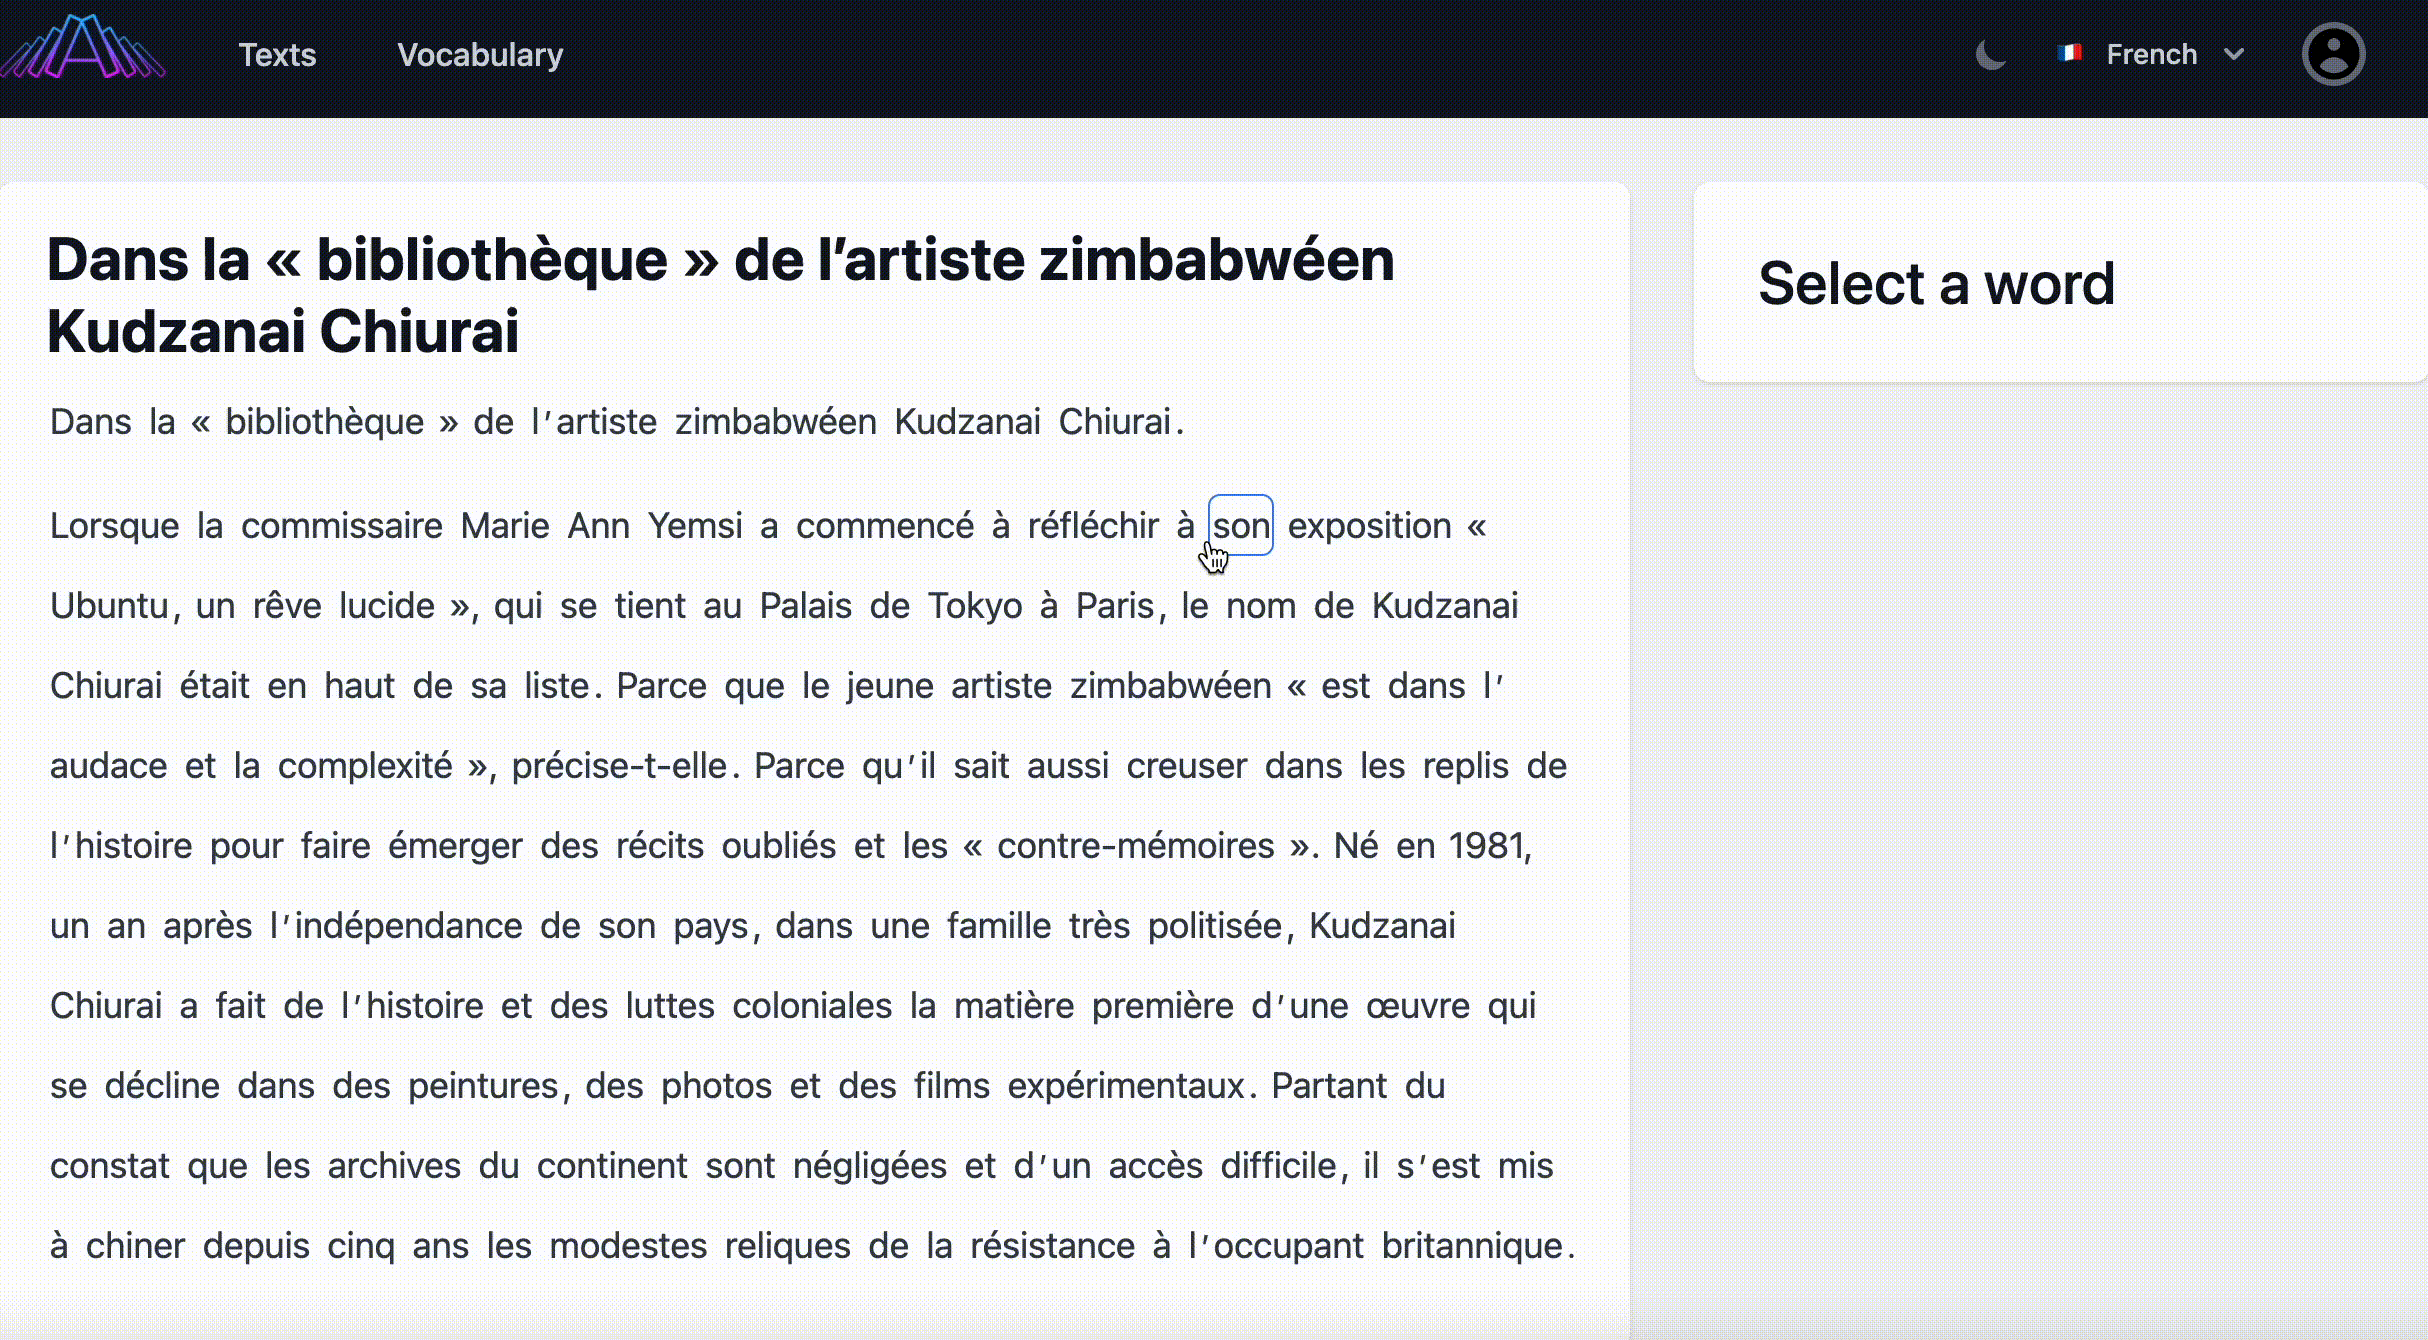 Texts
Vocabulary
French
Dans la « bibliothèque » de l’artiste zimbabwéen
Kudzanai Chiurai
Dans la « bibliothèque » de l’artiste zimbabwéen Kudzanai Chiurai.
Lorsque la commissaire Marie Ann Yemsi a commencé à réfléchir à son exposition «
Ubuntu, un rêve lucide », qui se tient au Palais de Tokyo à Paris, le nom de Kudzanai
Chiurai était en haut de sa liste. Parce que le jeune artiste zimbabwéen « est dans l’
audace et la complexité », précise-t-elle. Parce qu’il sait aussi creuser dans les replis de
l’histoire pour faire émerger des récits oubliés et les « contre-mémoires ». Né en 1981,
un an après l’indépendance de son pays, dans une famille très politisée, Kudzanai
Chiurai a fait de l’histoire et des luttes coloniales la matière première d’une œuvre qui
se décline dans des peintures, des photos et des films expérimentaux. Partant du
constat que les archives du continent sont négligées et d’un accès difficile, il s’est mis
à chiner depuis cinq ans les modestes reliques de la résistance à l’occupant britannique.
Select a word